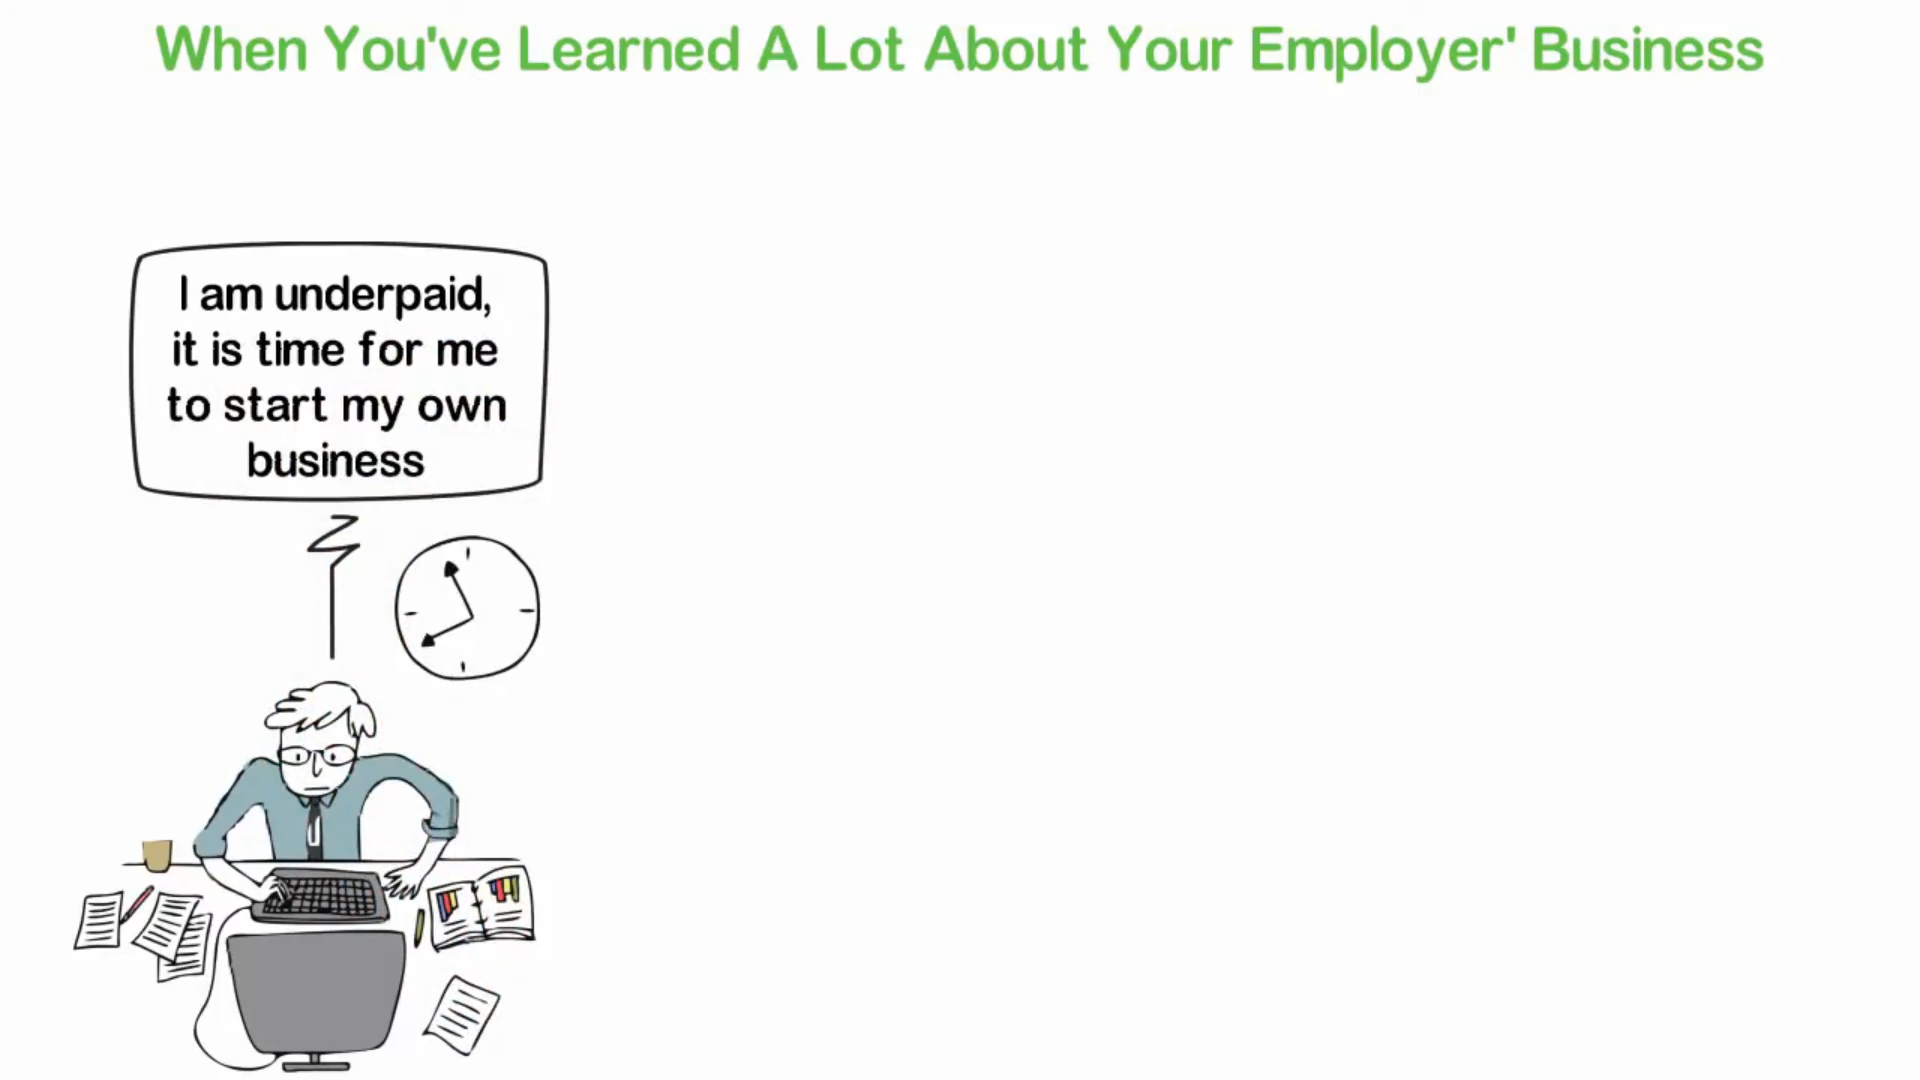 When You've Learned A Lot About Your Employer' Business
I am underpaid,
it is time for me
to start my own
business